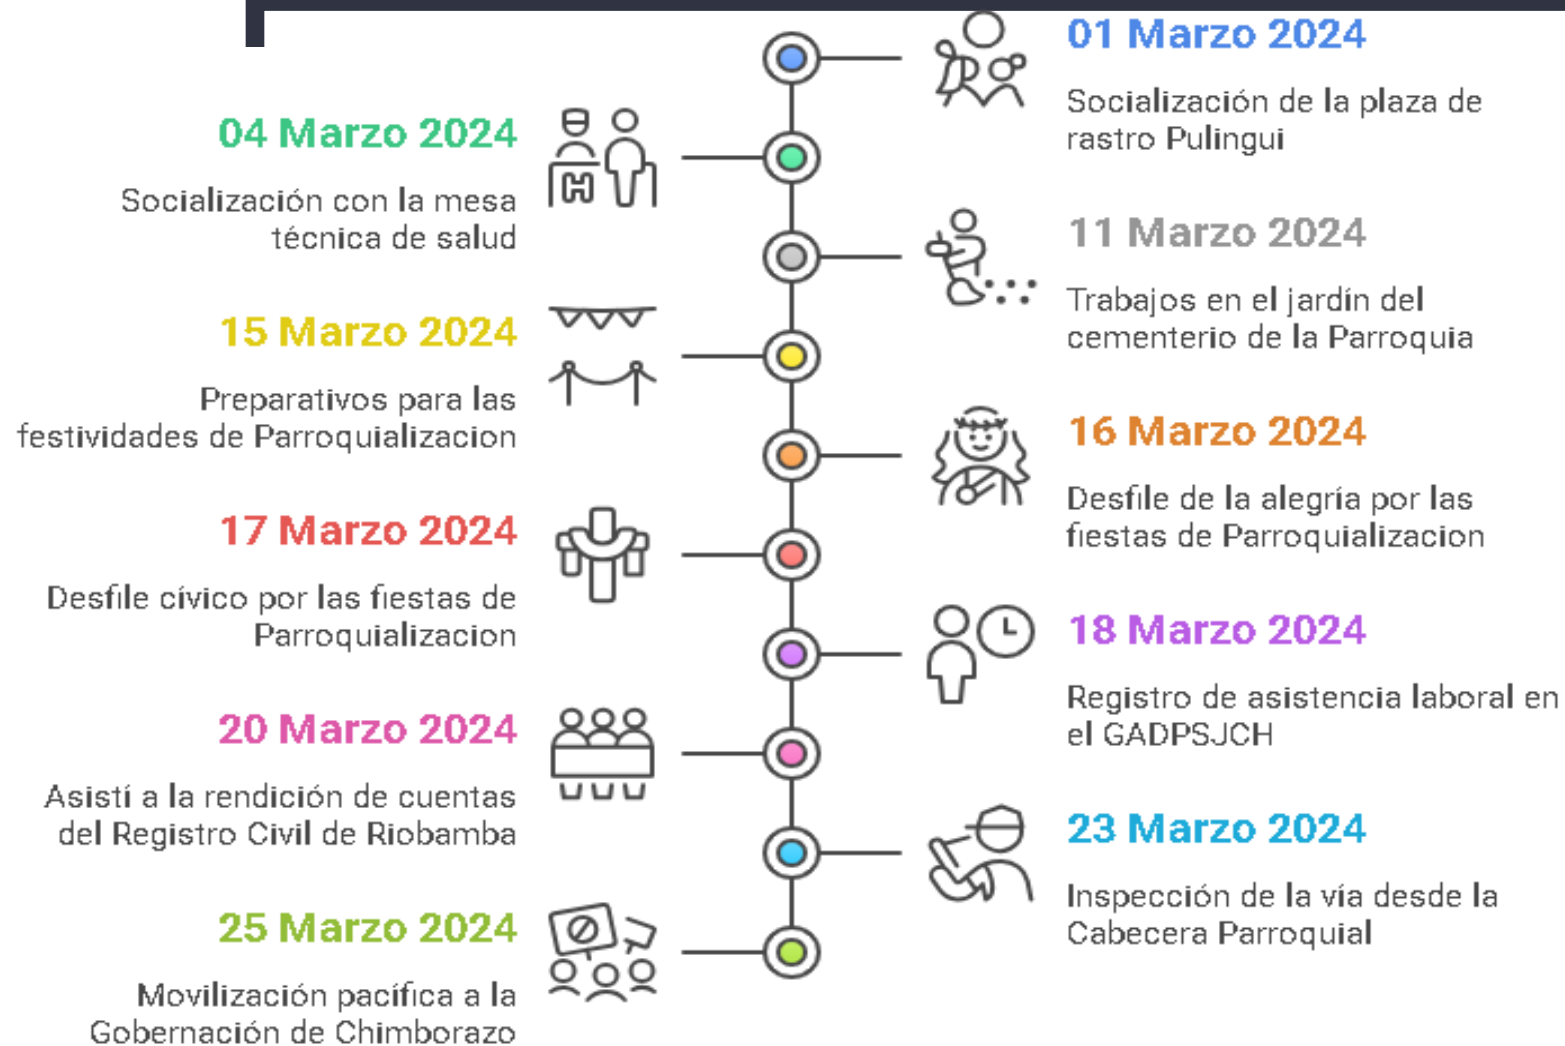 01 Marzo 2024
Socialización de la plaza de
rastro Pulingui
04 Marzo 2024
Socialización con la mesa
técnica de salud
11 Marzo 2024
Trabajos en el jardín del
cementerio de la Parroquia
15 Marzo 2024
Preparativos para las
festividades de Parroquializacion
16 Marzo 2024
Desfile de la alegría por las
fiestas de Parroquializacion
17 Marzo 2024
Desfile cívico por las fiestas de
Parroquializacion
18 Marzo 2024
Registro de asistencia laboral en
el GADPSJCH
20 Marzo 2024
Asistí a la rendición de cuentas
del Registro Civil de Riobamba
23 Marzo 2024
Inspección de la vía desde la
Cabecera Parroquial
25 Marzo 2024
Movilización pacífica a la
Gobernación de Chimborazo